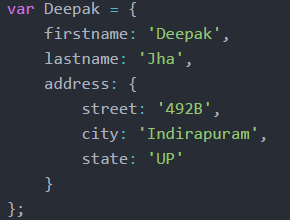 var Deepak = {
    firstname: 'Deepak',
    lastname: 'Jha',
    address: {
        street: '492B',
        city: 'Indirapuram',
        state: 'UP'
    }
};